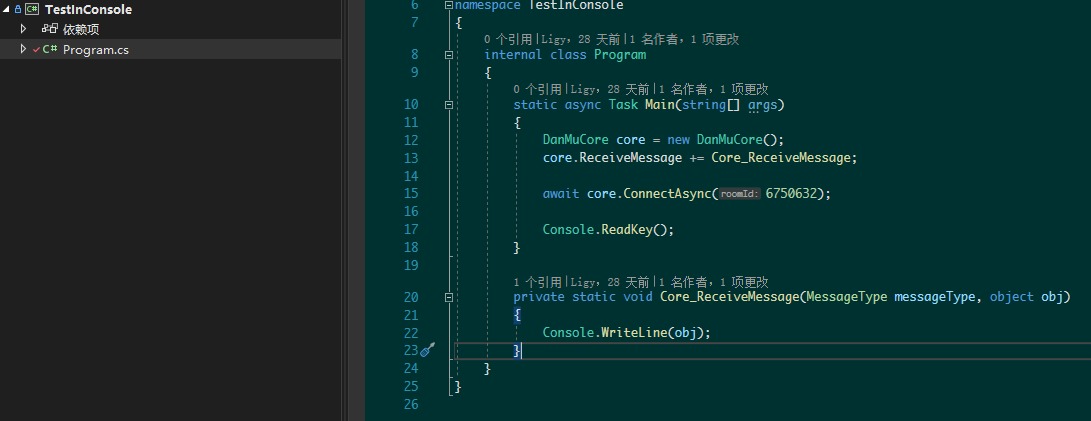 TestInConsole
依赖项
C# Program.cs
6 namespace TestInConsole
7 {
0 个引用|Ligy，28 天前|1 名作者，1 项更改
8 internal class Program
9 {
0 个引用|Ligy，28 天前|1 名作者，1 项更改
10 static async Task Main(string[] args)
11 {
12 DanMuCore core = new DanMuCore();
13 core.ReceiveMessage += Core_ReceiveMessage;
14
15 await core.ConnectAsync(roomId: 6750632);
16
17 Console.ReadKey();
18 }
19
1 个引用|Ligy，28 天前|1 名作者，1 项更改
20 private static void Core_ReceiveMessage(MessageType messageType, object obj)
21 {
22 Console.WriteLine(obj);
23 }
24 }
25 }
26